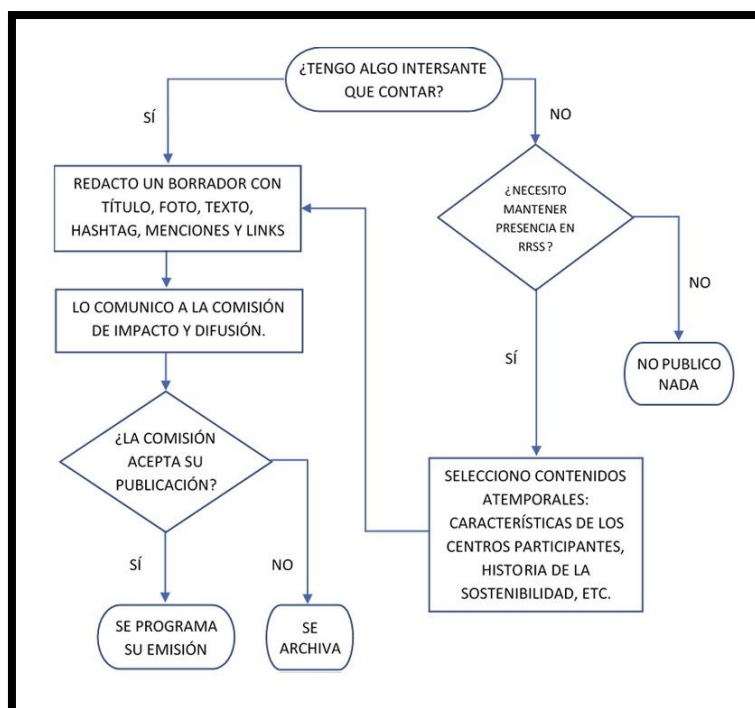 ¿TENGO ALGO INTERSANTE
QUE CONTAR?
SÍ
NO
REDACTO UN BORRADOR CON
TÍTULO, FOTO, TEXTO,
HASHTAG, MENCIONES Y LINKS
¿NECESITO
MANTENER
PRESENCIA EN
RRSS?
LO COMUNICO A LA COMISIÓN
DE IMPACTO Y DIFUSIÓN.
NO
SÍ
NO PUBLICO
NADA
¿LA COMISIÓN
ACEPTA SU
PUBLICACIÓN?
SELECCIONO CONTENIDOS
ATEMPORALES:
CARACTERÍSTICAS DE LOS
CENTROS PARTICIPANTES,
HISTORIA DE LA
SOSTENIBILIDAD, ETC.
SÍ
NO
SE PROGRAMA
SU EMISIÓN
SE
ARCHIVA